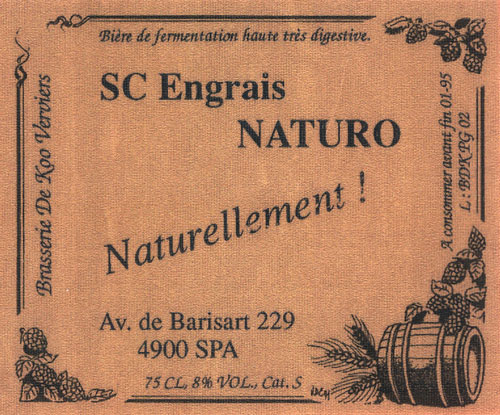 Bière de fermentation haute très digestive.
SC Engrais
NATURO
Naturellement !
Av. de Barisart 229
4900 SPA
75 CL, 8% VOL., Cat. S
Brasserie De Koo Verviers
A consommer avant fin 01-95
L : BDKPG 02